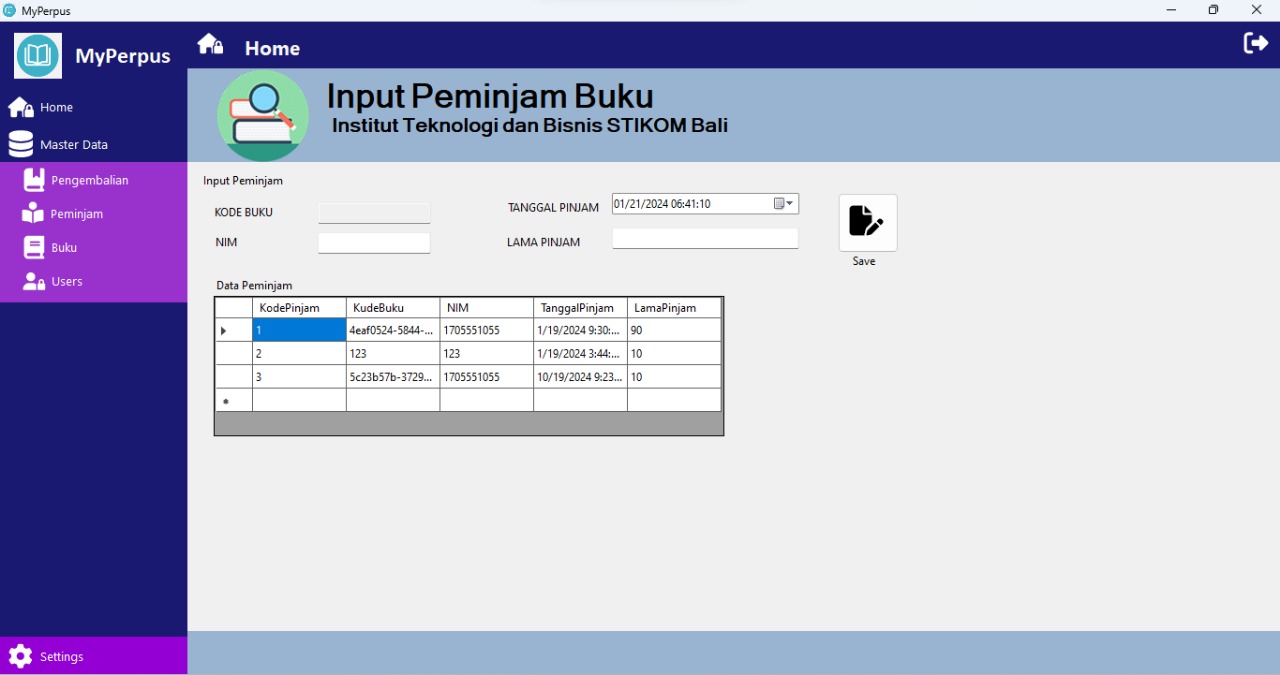 MyPerpus
MyPerpus
Home
Home
Master Data
Pengembalian
Peminjam
Buku
Users
Settings
Input Peminjam Buku
Institut Teknologi dan Bisnis STIKOM Bali
Input Peminjam
KODE BUKU
TANGGAL PINJAM 01/21/2024 06:41:10
NIM
LAMA PINJAM
Save
Data Peminjam
KodePinjam KudeBuku NIM TanggalPinjam LamaPinjam
1 4eaf0524-5844-... 1705551055 1/19/2024 9:30:... 90
2 123 123 1/19/2024 3:44:... 10
3 5c23b57b-3729... 1705551055 10/19/2024 9:23... 10